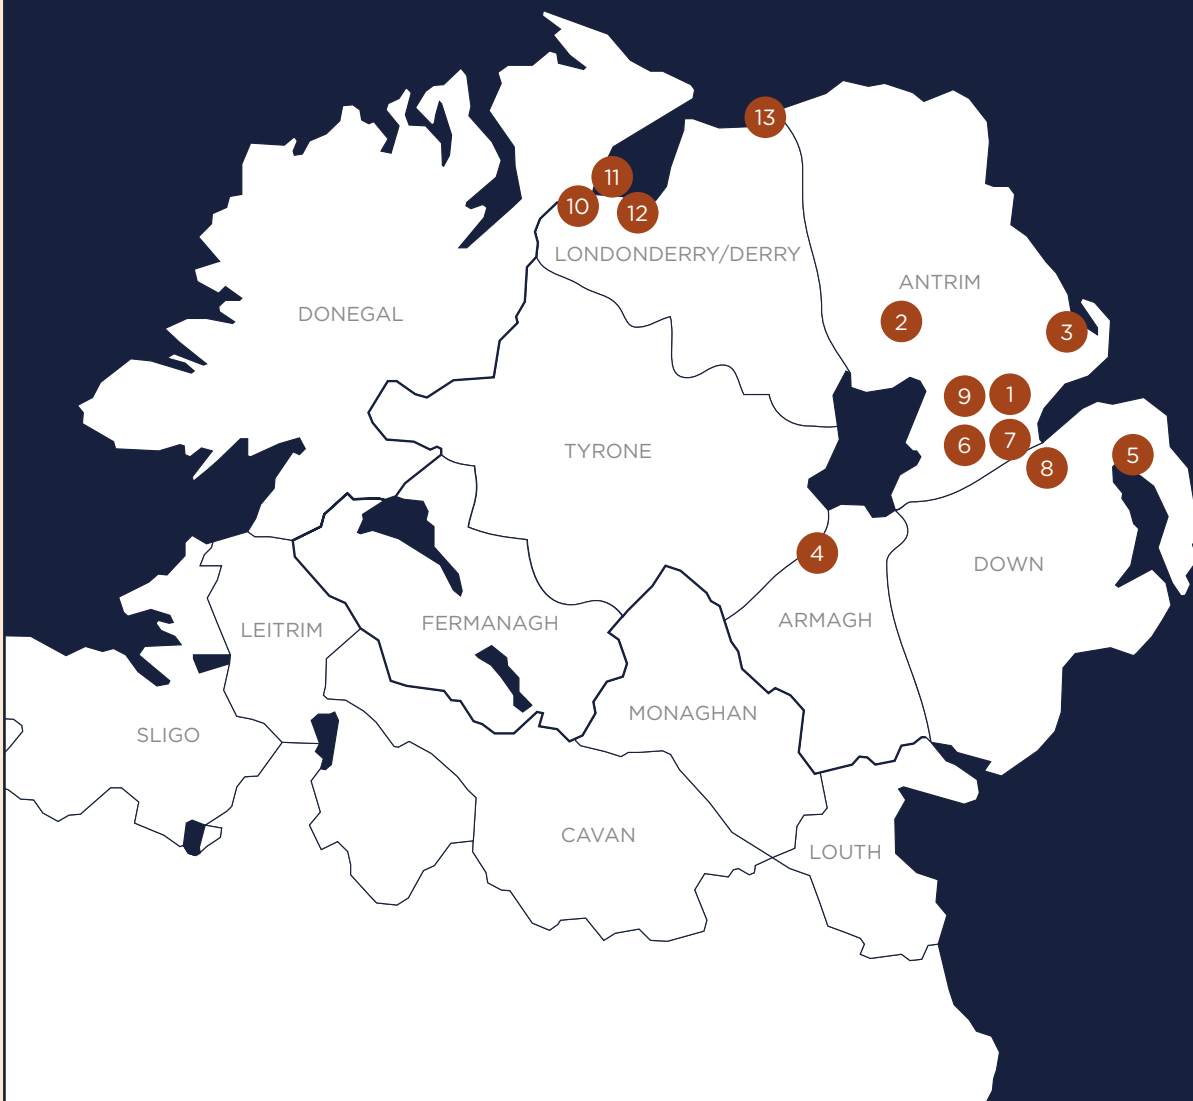 13
11
10
12
LONDONDERRY/DERRY
ANTRIM
DONEGAL
2
3
9
1
TYRONE
6
7
8
5
4
DOWN
ARMAGH
FERMANAGH
LEITRIM
MONAGHAN
SLIGO
CAVAN
LOUTH